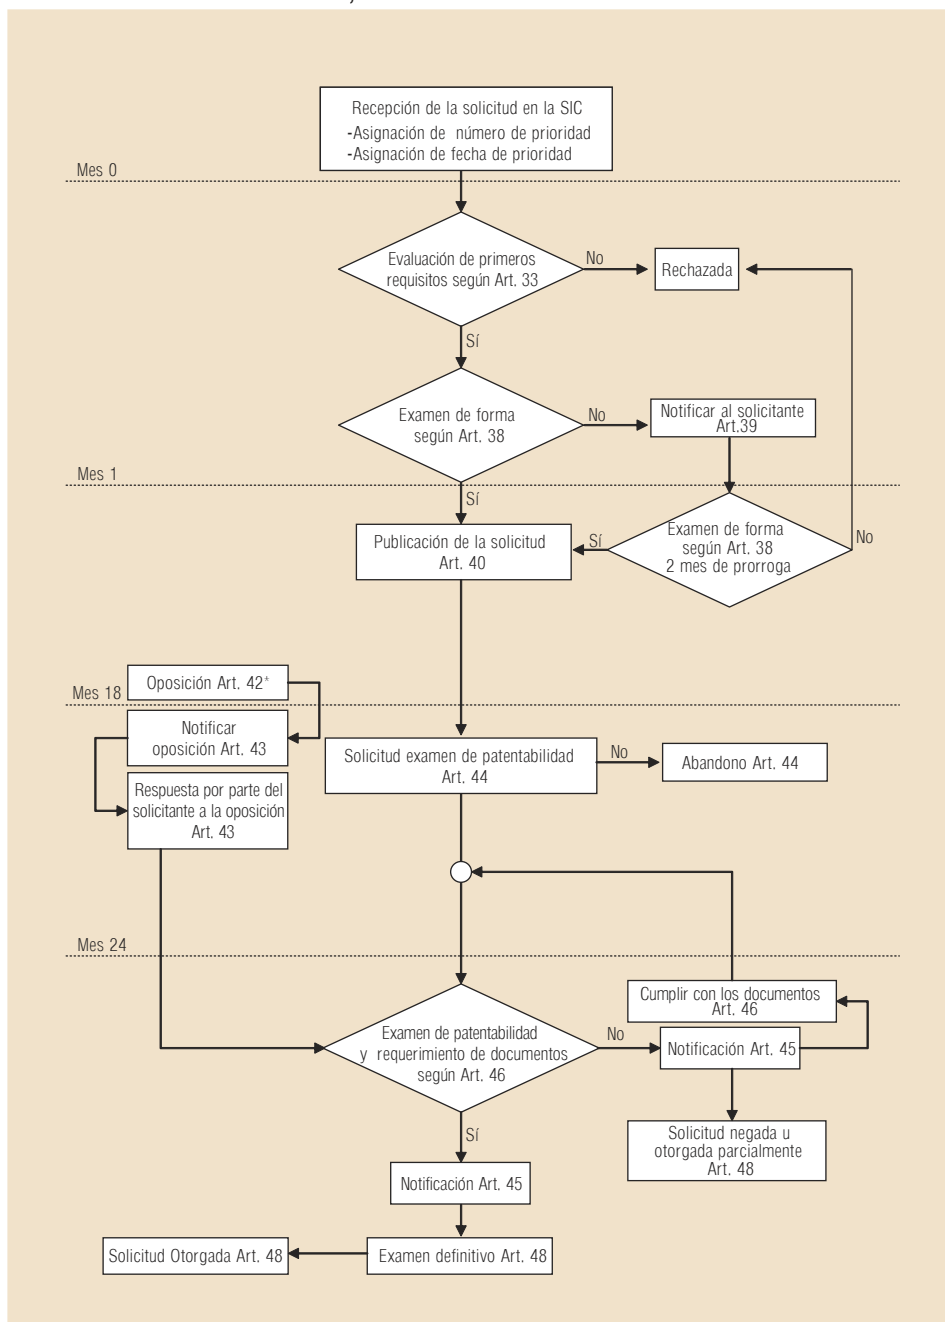 Recepción de la solicitud en la SIC
-Asignación de número de prioridad
-Asignación de fecha de prioridad
Mes 0
Evaluación de primeros
requisitos según Art. 33
No
Rechazada
Sí
Examen de forma
según Art. 38
No
Notificar al solicitante
Art.39
Mes 1
Sí
Publicación de la solicitud
Art. 40
Sí
Examen de forma
según Art. 38
2 mes de prorroga
No
Oposición Art. 42*
Mes 18
Notificar
oposición Art. 43
Solicitud examen de patentabilidad
Art. 44
No
Abandono Art. 44
Respuesta por parte del
solicitante a la oposición
Art. 43
Mes 24
Cumplir con los documentos
Art. 46
Examen de patentabilidad
y requerimiento de documentos
según Art. 46
No
Notificación Art. 45
Sí
Solicitud negada u
otorgada parcialmente
Art. 48
Notificación Art. 45
Solicitud Otorgada Art. 48
Examen definitivo Art. 48